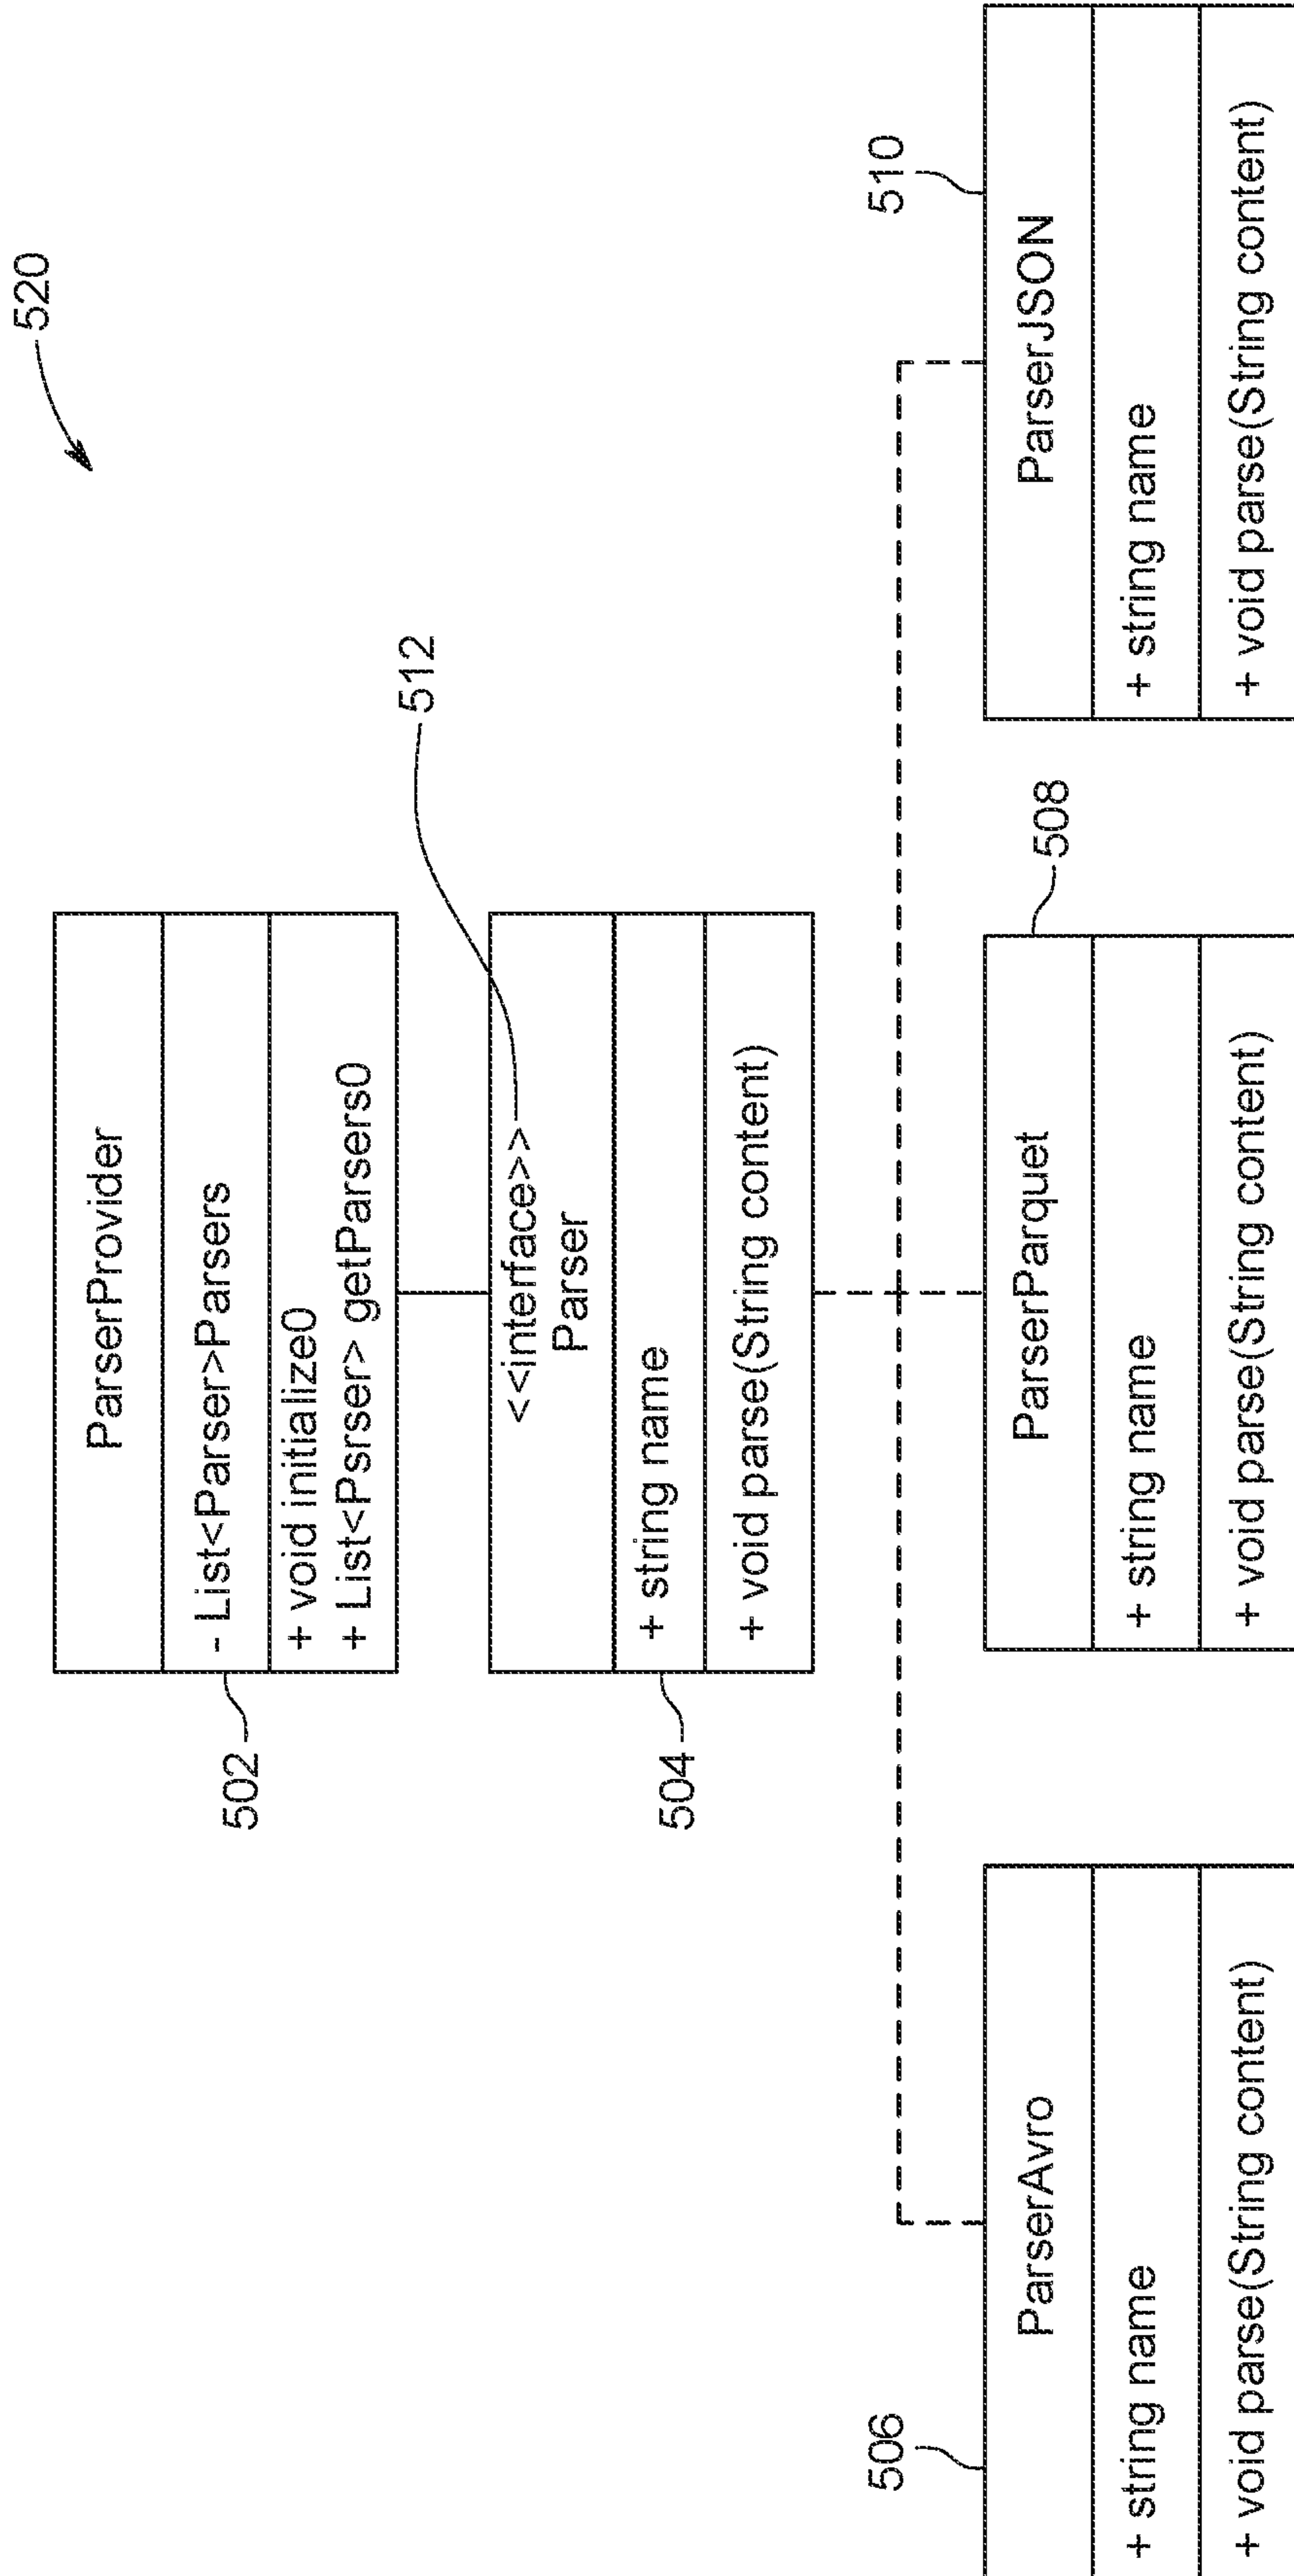 520
ParserProvider
- List<Parser>Parsers
+ void initialize0
+ List<Psrser> getParsers0
502
512
<<interface>>
Parser
+ string name
+ void parse(String content)
504
506
ParserAvro
+ string name
+ void parse(String content)
508
ParserParquet
+ string name
+ void parse(String content)
510
ParserJSON
+ string name
+ void parse(String content)